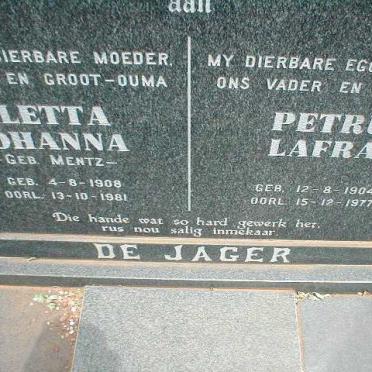 aan
DIERBARE MOEDER,
EN GROOT-OUMA
LETTA
OHANNA
GEB. MENTZ—
GEB. 4-8-1908
OORL. 13-10-1981
MY DIERBARE EGG
ONS VADER EN
PETRU
LAFRA
GEB. 12-8-1904
OORL. 15-12-1977
Die hande wat so hard gewerk het,
rus nou salig inmekaar.
DE JAGER